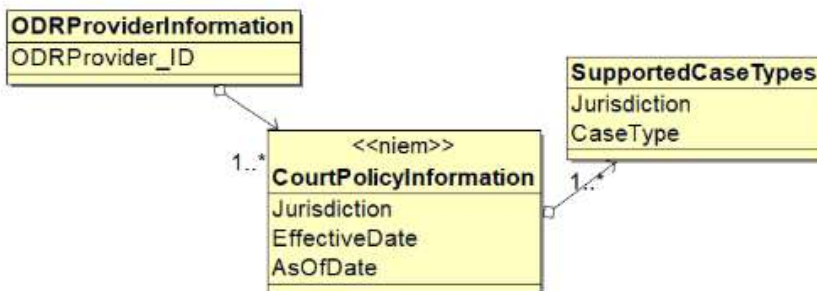 ODRProviderInformation
ODRProvider_ID
SupportedCaseTypes
Jurisdiction
CaseType
1..*
<<niem>>
CourtPolicyInformation
Jurisdiction
EffectiveDate
AsOfDate
1..*